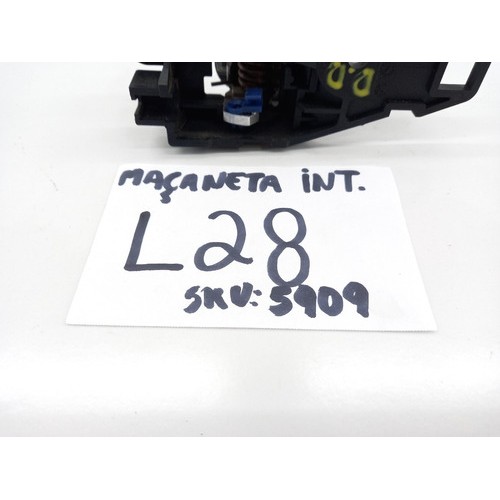 MAÇANETA INT.
L28
SKU: 5909